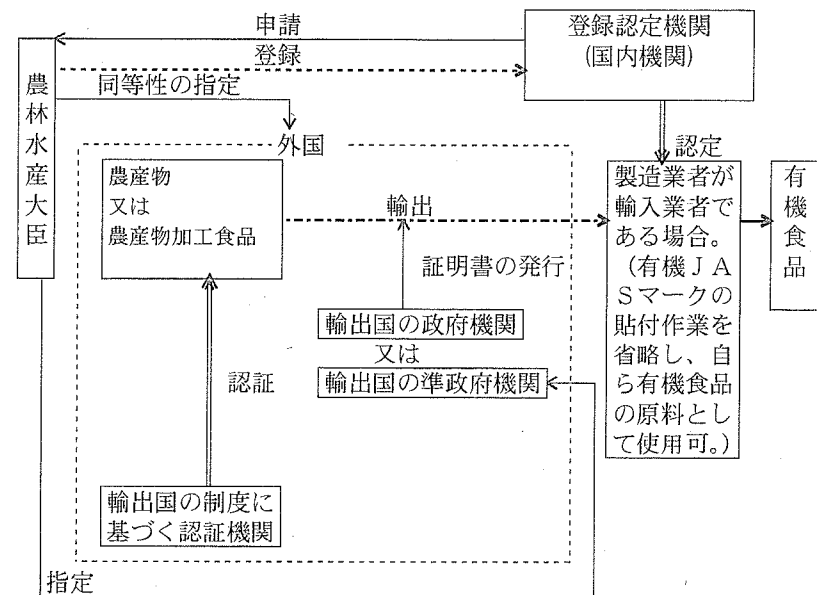 申請
登録
同等性の指定
農林水産大臣
登録認定機関
(国内機関)
外国
認定
農産物
又は
農産物加工食品
輸出
製造業者が
輸入業者で
ある場合。
(有機ＪＡ
Ｓマークの
貼付作業を
省略し、自
ら有機食品
の原料とし
て使用可。)
有機食品
証明書の発行
輸出国の政府機関
又は
輸出国の準政府機関
認証
輸出国の制度に
基づく認証機関
指定